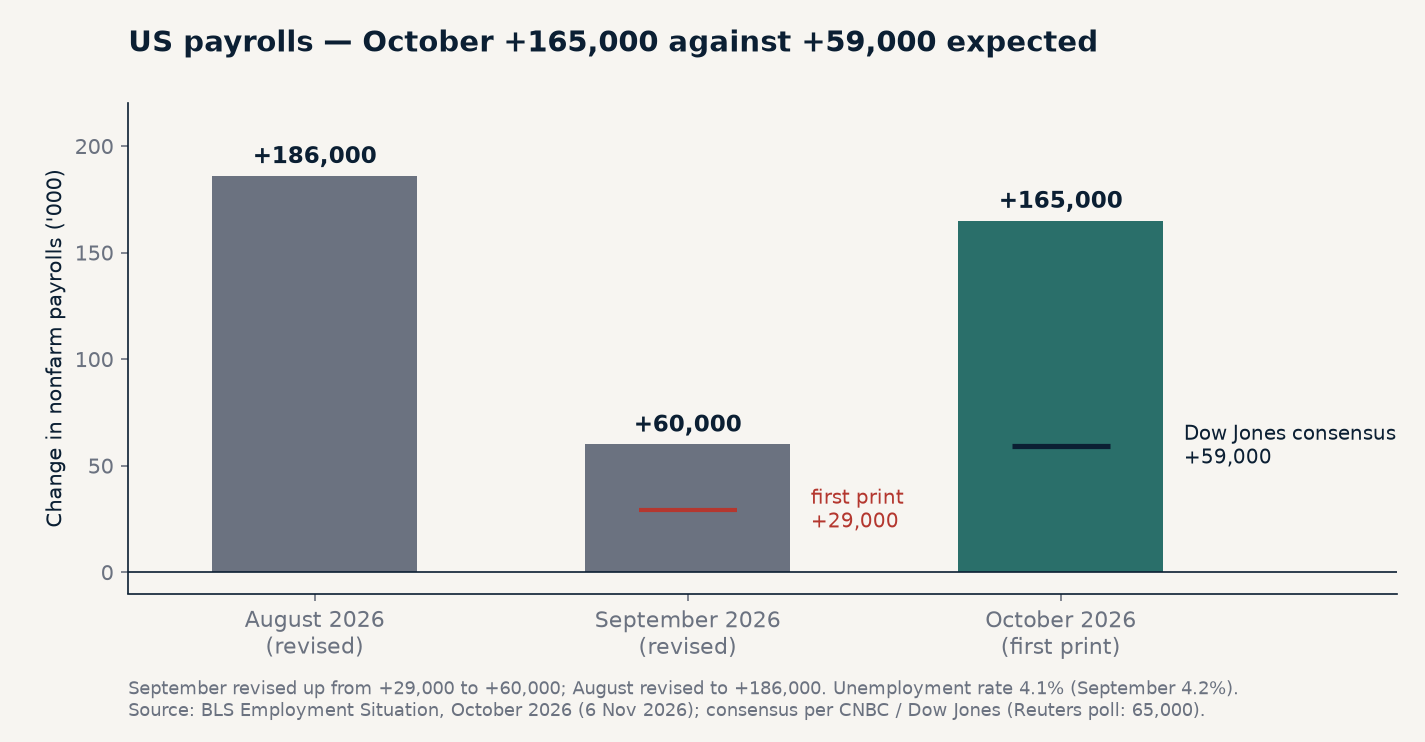 US payrolls — October +165,000 against +59,000 expected
Change in nonfarm payrolls ('000)
200
150
100
50
0
+186,000
+60,000
+165,000
first print
+29,000
Dow Jones consensus
+59,000
August 2026
(revised)
September 2026
(revised)
October 2026
(first print)
September revised up from +29,000 to +60,000; August revised to +186,000. Unemployment rate 4.1% (September 4.2%).
Source: BLS Employment Situation, October 2026 (6 Nov 2026); consensus per CNBC / Dow Jones (Reuters poll: 65,000).